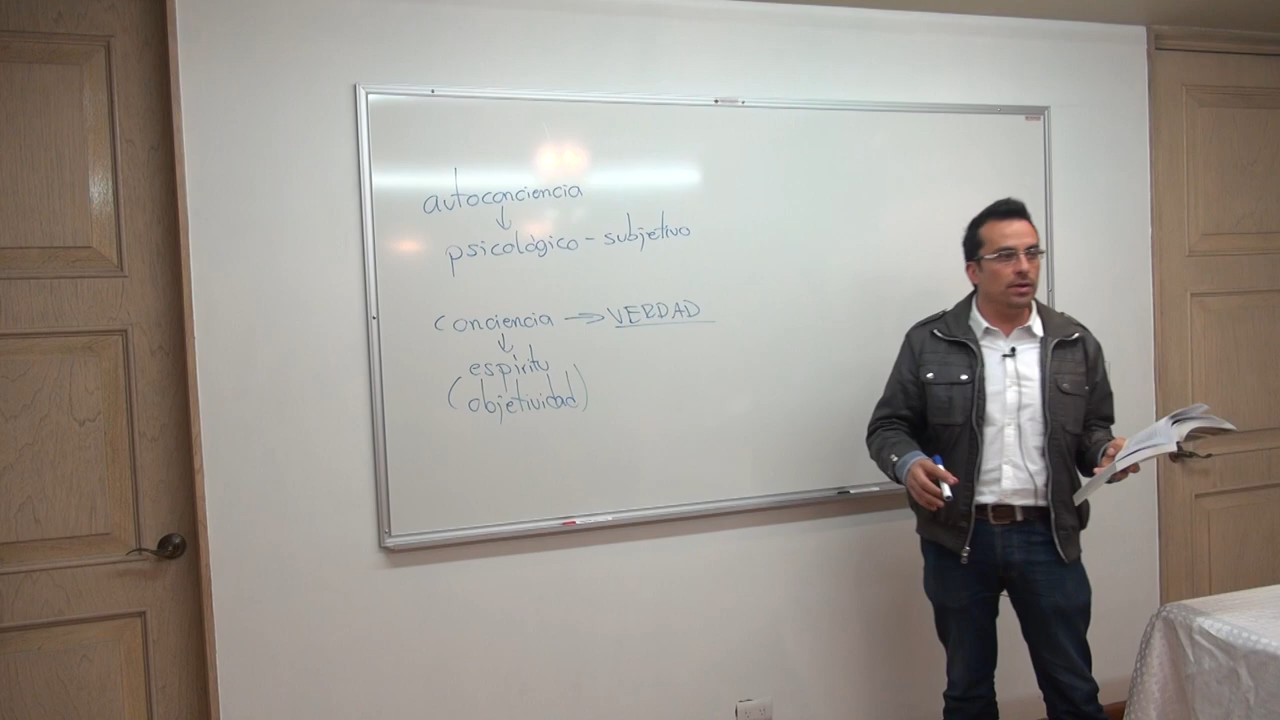 autoconciencia
↓
psicológico - subjetivo
conciencia → VERDAD
↓
espíritu
(objetividad)